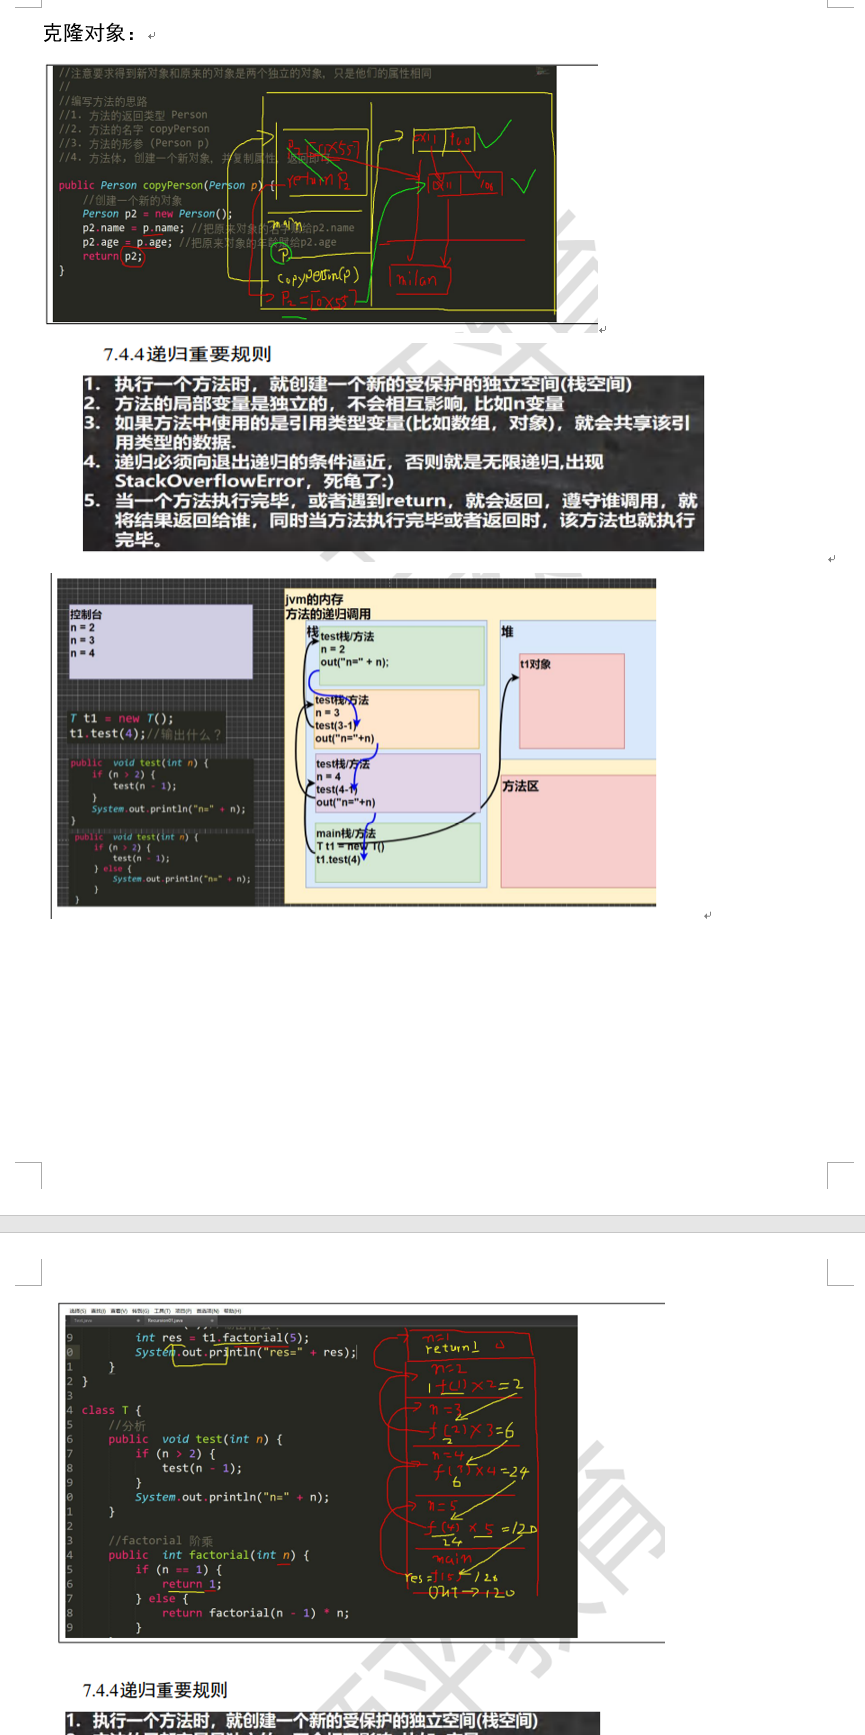 克隆对象：
//注意要求得到新对象和原来的对象是两个独立的对象，只是他们的属性相同
//
//编写方法的思路
//1. 方法的返回类型 Person
//2. 方法的名字 copyPerson
//3. 方法的形参 (Person p)
//4. 方法体，创建一个新对象，并复制属性，返回即可
public Person copyPerson(Person p) {
//创建一个新的对象
Person p2 = new Person();
p2.name = p.name; //把原来对象的名字赋给p2.name
p2.age = p.age; //把原来对象的年龄赋给p2.age
return p2;
}
return P2
main
p
copyperson(p)
P2=[0x55]
milan
7.4.4递归重要规则
1. 执行一个方法时，就创建一个新的受保护的独立空间(栈空间)
2. 方法的局部变量是独立的，不会相互影响, 比如n变量
3. 如果方法中使用的是引用类型变量(比如数组，对象)，就会共享该引
用类型的数据.
4. 递归必须向退出递归的条件逼近，否则就是无限递归,出现
StackOverflowError，死龟了:)
5. 当一个方法执行完毕，或者遇到return，就会返回，遵守谁调用，就
将结果返回给谁，同时当方法执行完毕或者返回时，该方法也就执行
完毕。
控制台
n = 2
n = 3
n = 4
T t1 = new T();
t1.test(4);//输出什么？
public void test(int n) {
if (n > 2) {
test(n - 1);
}
System.out.println("n=" + n);
}
public void test(int n) {
if (n > 2) {
test(n - 1);
} else {
System.out.println("n=" + n);
}
}
jvm的内存
方法的递归调用
栈
test栈/方法
n = 2
out("n=" + n);
test栈/方法
n = 3
test(3-1)
out("n="+n)
test栈/方法
n = 4
test(4-1)
out("n="+n)
main栈/方法
T t1 = new T()
t1.test(4)
堆
t1对象
方法区
9 int res = t1.factorial(5);
0 System.out.println("res=" + res);
1 }
2 }
3
4 class T {
5 //分析
6 public void test(int n) {
7 if (n > 2) {
8 test(n - 1);
9 }
0 System.out.println("n=" + n);
1 }
2
3 //factorial 阶乘
4 public int factorial(int n) {
5 if (n == 1) {
6 return 1;
7 } else {
8 return factorial(n - 1) * n;
9 }
n=1
return1
n=2
f(1)×2=2
n=3
f(2)×3=6
2
n=4
f(3)×4=24
6
n=5
f(4)×5=120
24
main
res=f(5)=120
out→120
7.4.4递归重要规则
1. 执行一个方法时，就创建一个新的受保护的独立空间(栈空间)